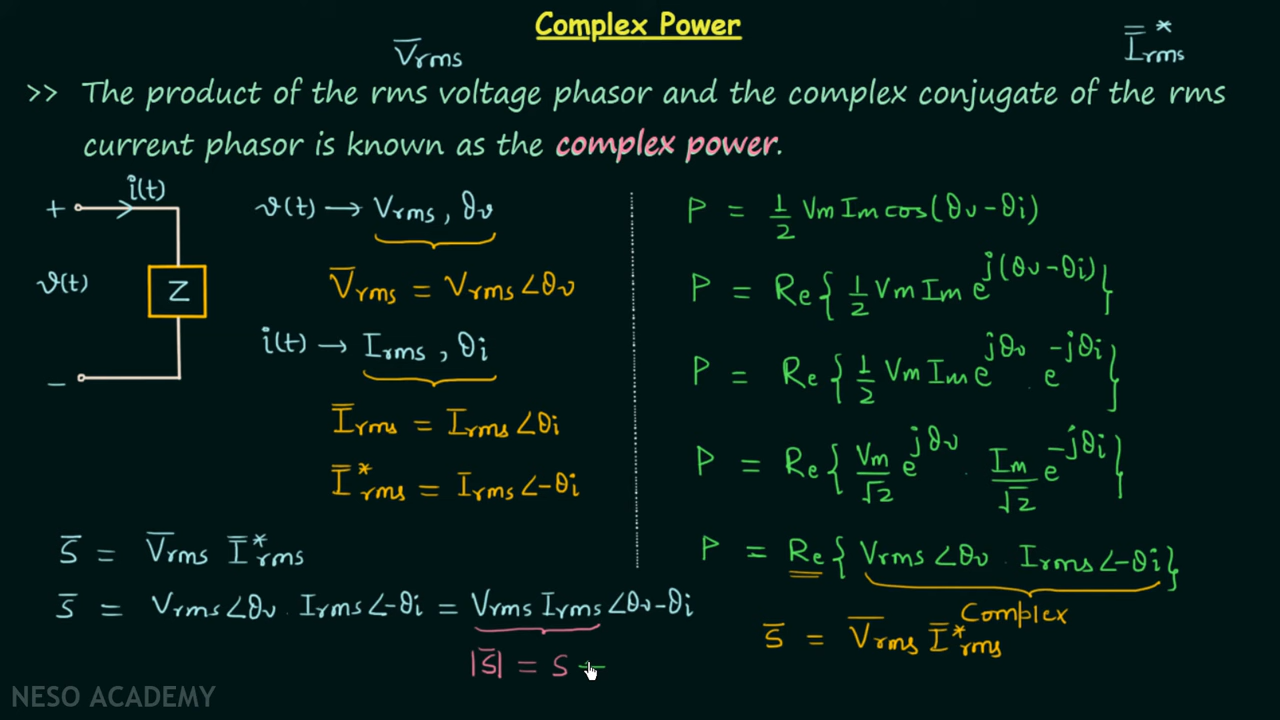 Complex Power
V̅rms
I̅*rms
>> The product of the rms voltage phasor and the complex conjugate of the rms
current phasor is known as the complex power.
i(t)
+
v(t)
Z
−
v(t) → Vrms , θv
V̅rms = Vrms ∠θv
i(t) → Irms , θi
I̅rms = Irms ∠θi
I̅*rms = Irms ∠-θi
S̅ = V̅rms I̅*rms
S̅ = Vrms∠θv . Irms∠-θi = Vrms Irms ∠θv-θi
|S̅| = S
P = 1/2 Vm Im cos(θv-θi)
P = Re{ 1/2 Vm Im e^j(θv-θi) }
P = Re{ 1/2 Vm Im e^jθv . e^-jθi }
P = Re{ Vm/√2 e^jθv . Im/√2 e^-jθi }
P = Re{ Vrms ∠θv . Irms∠-θi }
Complex
S̅ = V̅rms I̅*rms
NESO ACADEMY